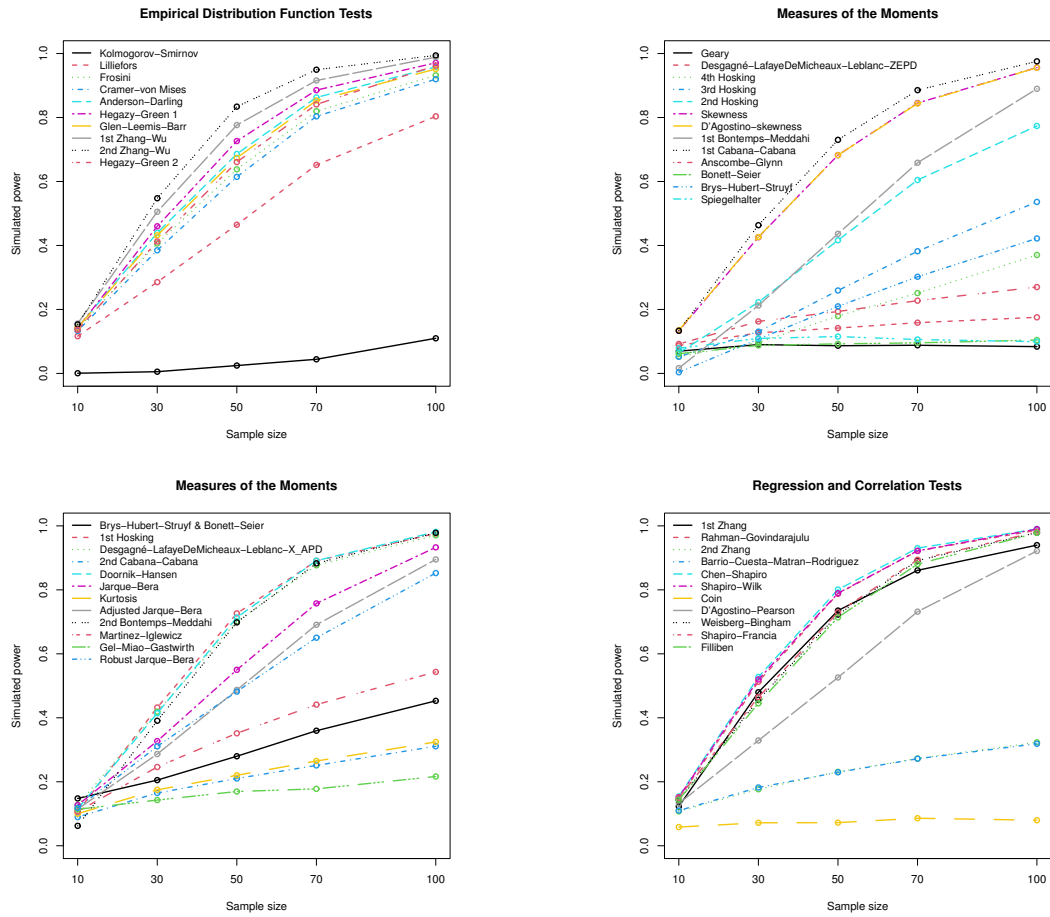 Empirical Distribution Function Tests
Simulated power
0.0 0.2 0.4 0.6 0.8 1.0
Kolmogorov−Smirnov
Lilliefors
Frosini
Cramer−von Mises
Anderson−Darling
Hegazy−Green 1
Glen−Leemis−Barr
1st Zhang−Wu
2nd Zhang−Wu
Hegazy−Green 2
10 30 50 70 100
Sample size
Measures of the Moments
Simulated power
0.0 0.2 0.4 0.6 0.8 1.0
Geary
Desgagné−LafayeDeMicheaux−Leblanc−ZEPD
4th Hosking
3rd Hosking
2nd Hosking
Skewness
D'Agostino−skewness
1st Bontemps−Meddahi
1st Cabana−Cabana
Anscombe−Glynn
Bonett−Seier
Brys−Hubert−Struyf
Spiegelhalter
10 30 50 70 100
Sample size
Measures of the Moments
Simulated power
0.0 0.2 0.4 0.6 0.8 1.0
Brys−Hubert−Struyf & Bonett−Seier
1st Hosking
Desgagné−LafayeDeMicheaux−Leblanc−X_APD
2nd Cabana−Cabana
Doornik−Hansen
Jarque−Bera
Kurtosis
Adjusted Jarque−Bera
2nd Bontemps−Meddahi
Martinez−Iglewicz
Gel−Miao−Gastwirth
Robust Jarque−Bera
10 30 50 70 100
Sample size
Regression and Correlation Tests
Simulated power
0.0 0.2 0.4 0.6 0.8 1.0
1st Zhang
Rahman−Govindarajulu
2nd Zhang
Barrio−Cuesta−Matran−Rodriguez
Chen−Shapiro
Shapiro−Wilk
Coin
D'Agostino−Pearson
Weisberg−Bingham
Shapiro−Francia
Filliben
10 30 50 70 100
Sample size